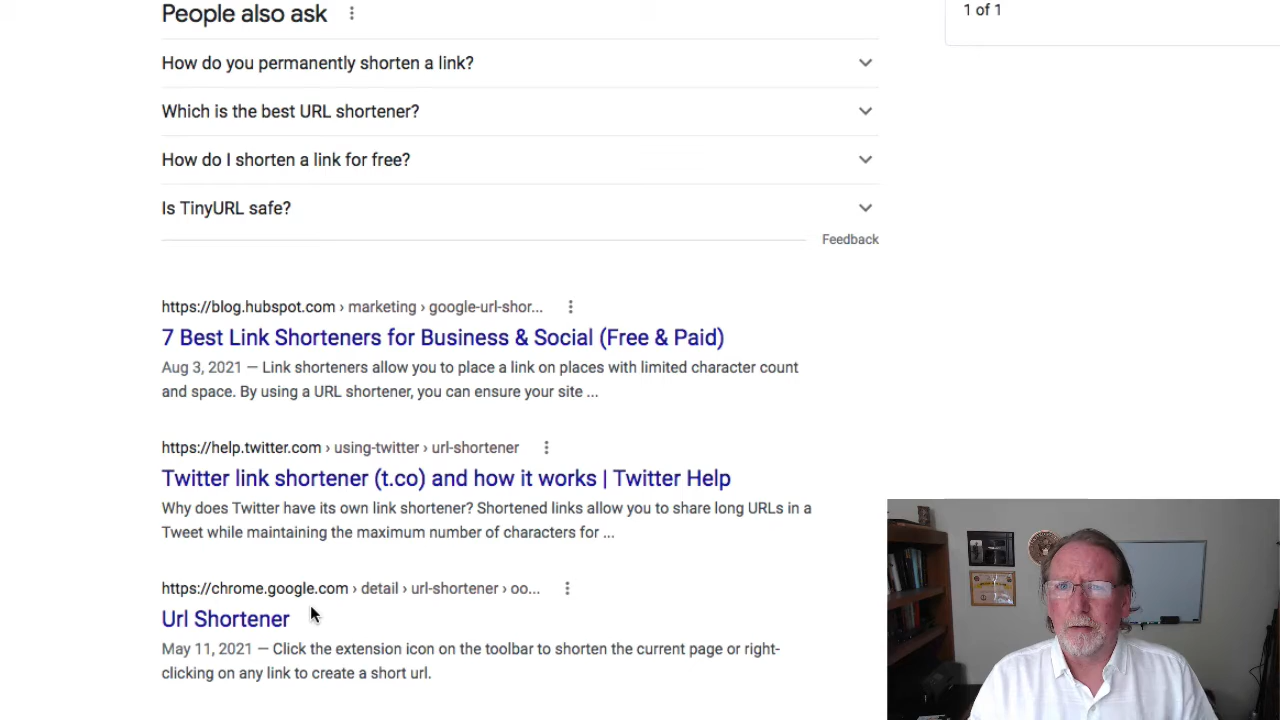 People also ask
1 of 1
How do you permanently shorten a link?
Which is the best URL shortener?
How do I shorten a link for free?
Is TinyURL safe?
Feedback
https://blog.hubspot.com › marketing › google-url-shor...
7 Best Link Shorteners for Business & Social (Free & Paid)
Aug 3, 2021 — Link shorteners allow you to place a link on places with limited character count
and space. By using a URL shortener, you can ensure your site ...
https://help.twitter.com › using-twitter › url-shortener
Twitter link shortener (t.co) and how it works | Twitter Help
Why does Twitter have its own link shortener? Shortened links allow you to share long URLs in a
Tweet while maintaining the maximum number of characters for ...
https://chrome.google.com › detail › url-shortener › oo...
Url Shortener
May 11, 2021 — Click the extension icon on the toolbar to shorten the current page or right-
clicking on any link to create a short url.